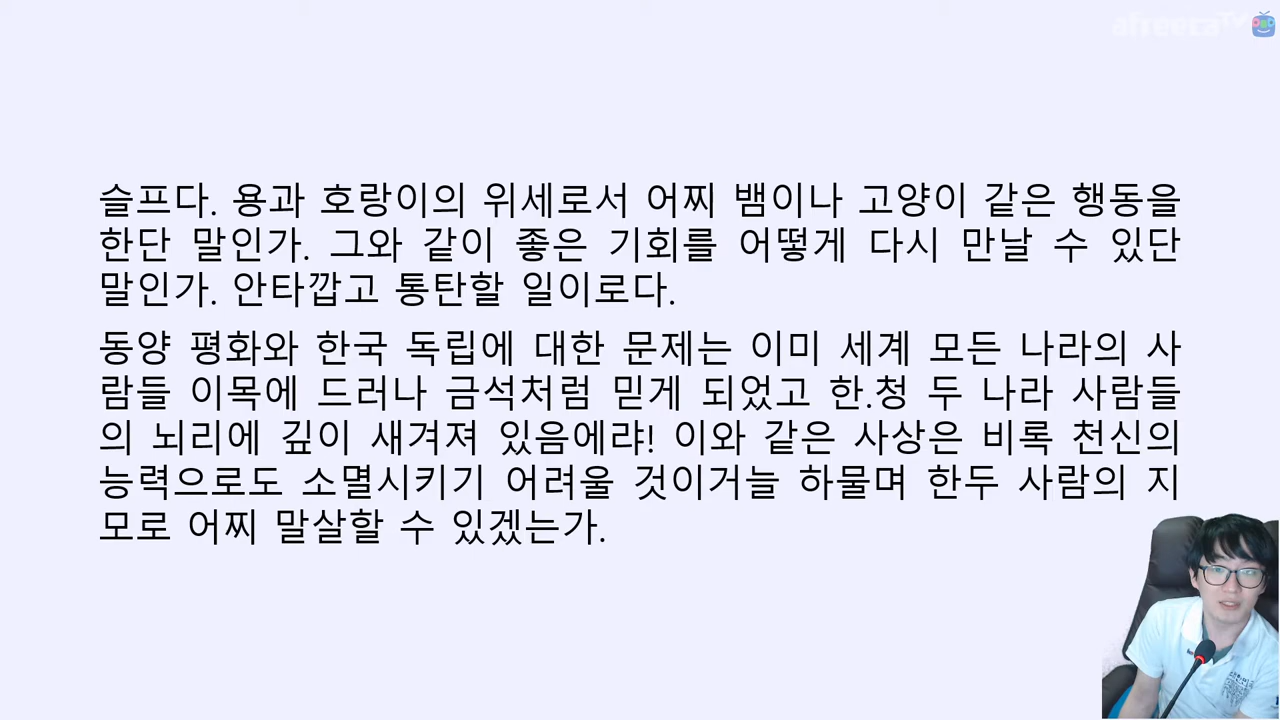 afreecaTV
슬프다. 용과 호랑이의 위세로서 어찌 뱀이나 고양이 같은 행동을
한단 말인가. 그와 같이 좋은 기회를 어떻게 다시 만날 수 있단
말인가. 안타깝고 통탄할 일이로다.
동양 평화와 한국 독립에 대한 문제는 이미 세계 모든 나라의 사
람들 이목에 드러나 금석처럼 믿게 되었고 한.청 두 나라 사람들
의 뇌리에 깊이 새겨져 있음에랴! 이와 같은 사상은 비록 천신의
능력으로도 소멸시키기 어려울 것이거늘 하물며 한두 사람의 지
모로 어찌 말살할 수 있겠는가.